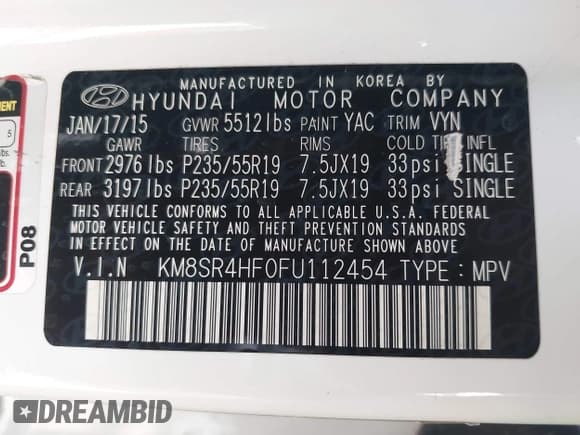 MANUFACTURED IN KOREA BY
HYUNDAI MOTOR COMPANY
JAN/17/15 GVWR 5512lbs PAINT YAC TRIM VYN
GAWR TIRES RIMS COLD INFL
FRONT 2976lbs P235/55R19 7.5JX19 33psi SINGLE
REAR 3197lbs P235/55R19 7.5JX19 33psi SINGLE
THIS VEHICLE CONFORMS TO ALL APPLICABLE U.S.A. FEDERAL
MOTOR VEHICLE SAFETY AND
THEFT PREVENTION STANDARDS IN EFFECT ON
THE DATE OF MANUFACTURE SHOWN ABOVE.
V.I.N KM8SR4HF0FU112454 TYPE : MPV
P08
5
lbs.
DREAMBID